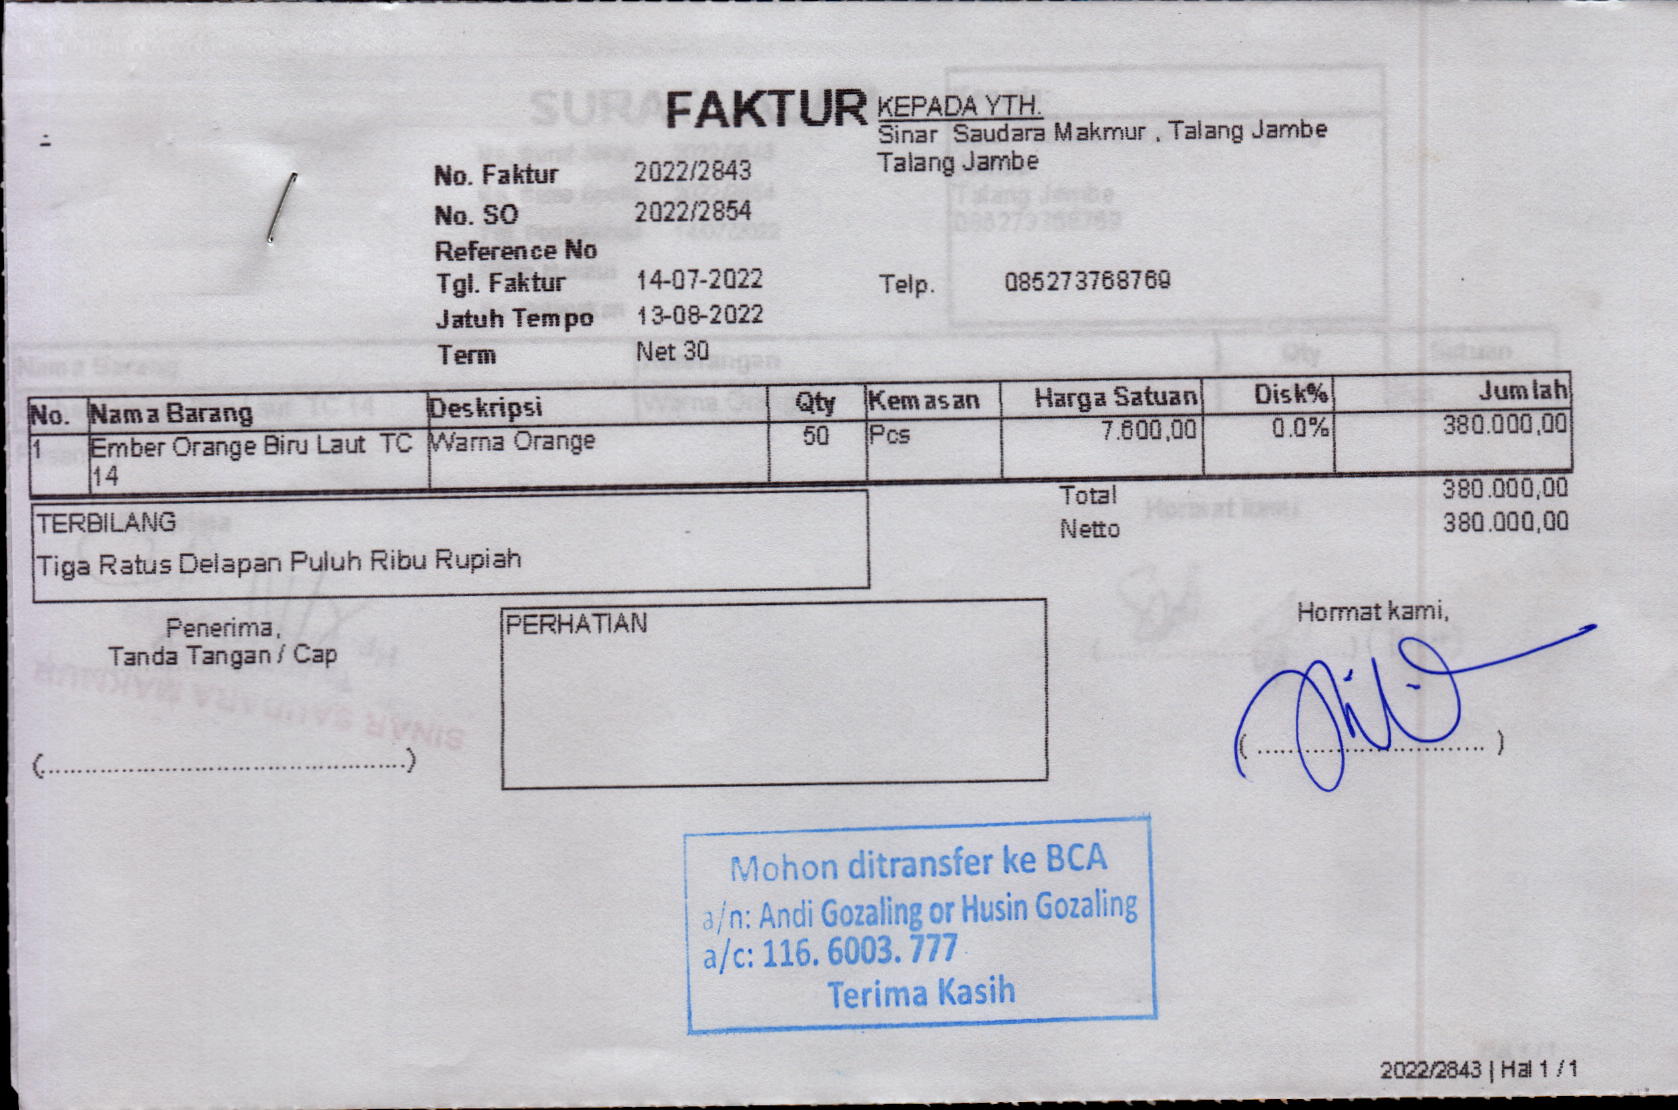 FAKTUR
KEPADA YTH.
Sinar Saudara Makmur , Talang Jambe
Talang Jambe
No. Faktur 2022/2843
No. SO 2022/2854
Reference No
Tgl. Faktur 14-07-2022
Telp. 085273768769
Jatuh Tempo 13-08-2022
Term Net 30
No. Nama Barang Deskripsi Qty Kemasan Harga Satuan Disk% Jumlah
1 Ember Orange Biru Laut TC Warna Orange 50 Pcs 7.600,00 0.0% 380.000,00
14
Total 380.000,00
Netto 380.000,00
TERBILANG
Tiga Ratus Delapan Puluh Ribu Rupiah
Penerima,
Tanda Tangan / Cap
(..............................................)
PERHATIAN
Hormat kami,
(..............................)
Mohon ditransfer ke BCA
a/n: Andi Gozaling or Husin Gozaling
a/c: 116. 6003. 777
Terima Kasih
2022/2843 | Hal 1 / 1